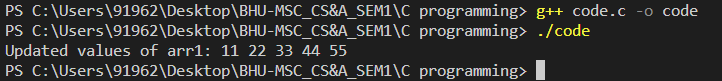 PS C:\Users\91962\Desktop\BHU-MSC_CS&A_SEM1\C programming> g++ code.c -o code
PS C:\Users\91962\Desktop\BHU-MSC_CS&A_SEM1\C programming> ./code
Updated values of arr1: 11 22 33 44 55
PS C:\Users\91962\Desktop\BHU-MSC_CS&A_SEM1\C programming>